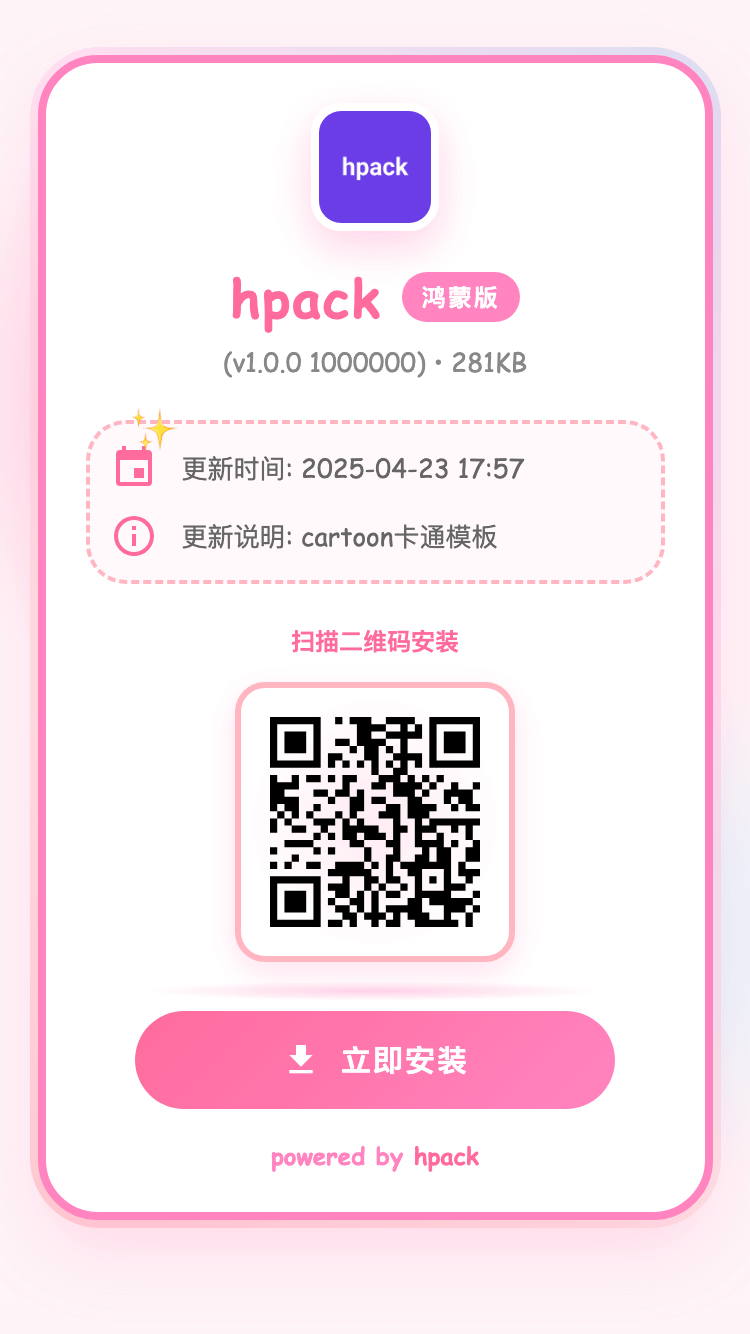 hpack
hpack 鸿蒙版
(v1.0.0 1000000) • 281KB
更新时间: 2025-04-23 17:57
更新说明: cartoon卡通模板
扫描二维码安装
立即安装
powered by hpack